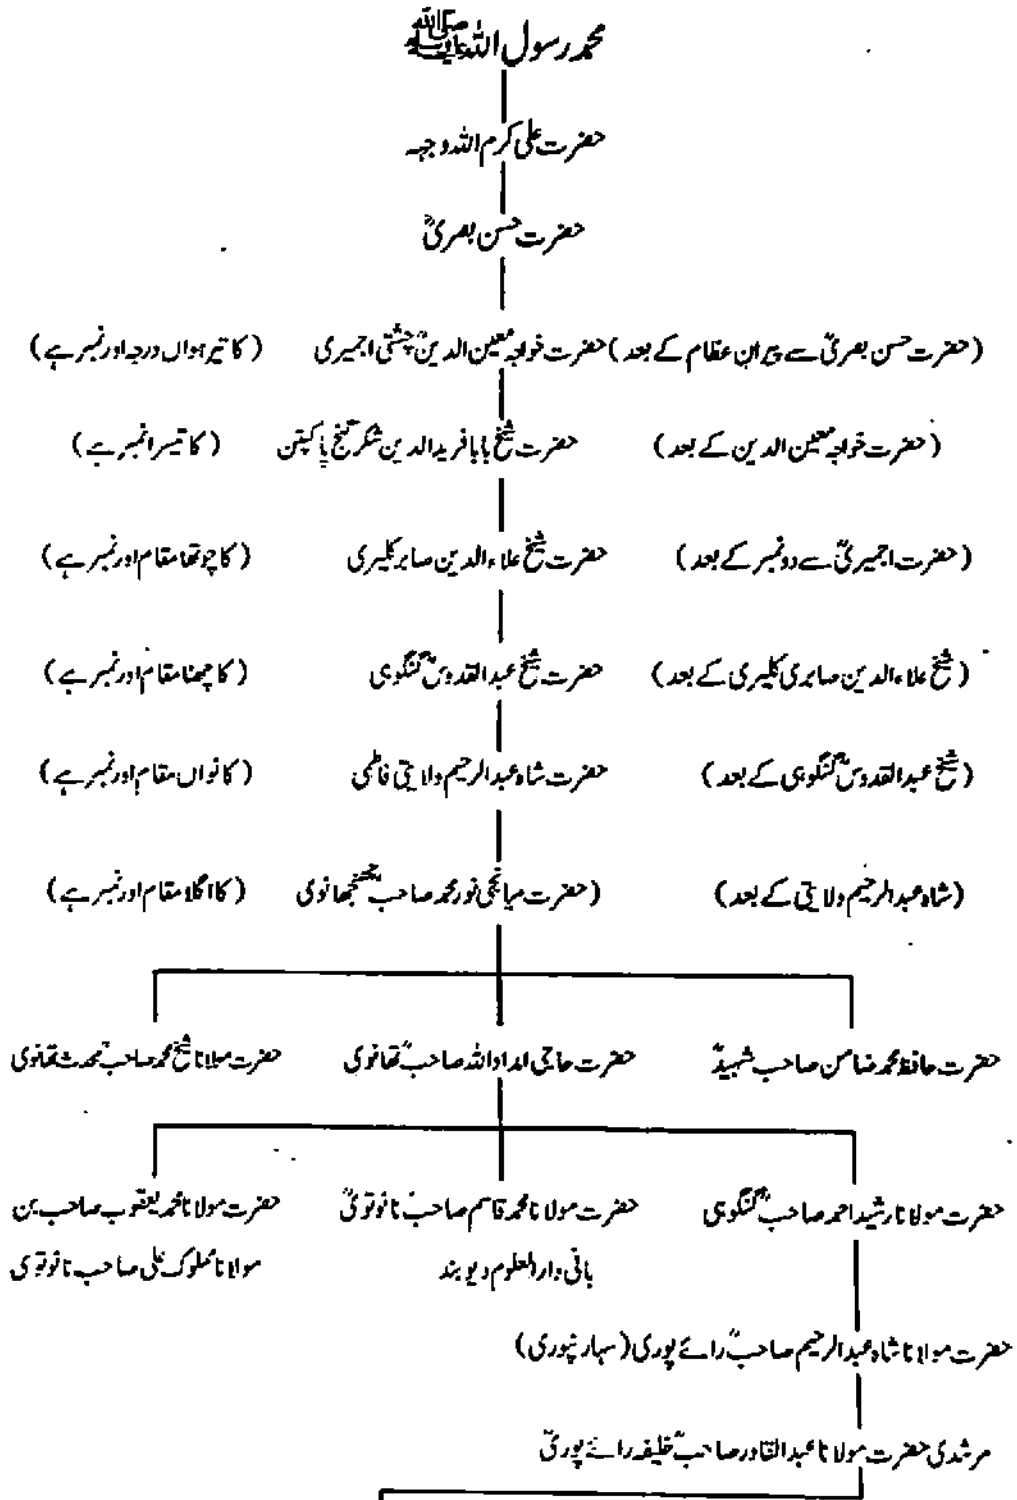 محمد رسول اللہ ﷺ
حضرت علی کرم اللہ وجہہ
حضرت حسن بصریؒ
(حضرت حسن بصریؒ سے پیران عظام کے بعد) حضرت خواجہ معین الدینؒ چشتی اجمیری (کا تیرہواں درجہ اور نمبر ہے)
(حضرت خواجہ معین الدین کے بعد) حضرت شیخ بابا فرید الدین شکر گنج پاکپتن (کا تیسرا نمبر ہے)
(حضرت اجمیریؒ سے دو نمبر کے بعد) حضرت شیخ علاء الدین صابر کلیری (کا چوتھا مقام اور نمبر ہے)
(شیخ علاء الدین صابری کلیری کے بعد) حضرت شیخ عبد القدوسؒ گنگوہی (کا چھٹا مقام اور نمبر ہے)
(شیخ عبد القدوسؒ گنگوہی کے بعد) حضرت شاہ عبد الرحیم ولایتی فاطمی (کا نواں مقام اور نمبر ہے)
(شاہ عبد الرحیم ولایتی کے بعد) (حضرت میانجی نور محمد صاحبؒ جھنجھانوی (کا اگلا مقام اور نمبر ہے)
حضرت حافظ محمد ضامن صاحب شہیدؒ حضرت حاجی امداد اللہ صاحبؒ تھانوی حضرت مولانا شیخ محمد صاحبؒ محدث تھانوی
حضرت مولانا رشید احمد صاحبؒ گنگوہی حضرت مولانا محمد قاسم صاحب نانوتویؒ حضرت مولانا محمد یعقوب صاحب بن
بانی دارالعلوم دیوبند مولانا مملوک علی صاحب نانوتوی
حضرت مولانا شاہ عبد الرحیم صاحبؒ رائے پوری (سہارنپوری)
مرشدی حضرت مولانا عبد القادر صاحبؒ خلیفہ رائے پوریؒ